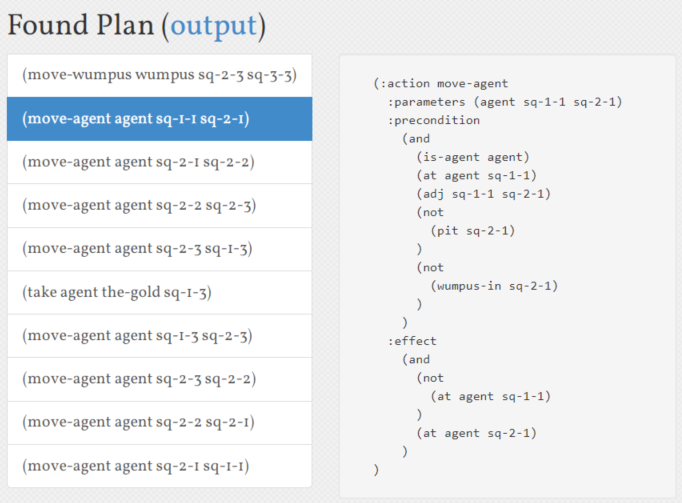 Found Plan (output)
(move-wumpus wumpus sq-2-3 sq-3-3)
(move-agent agent sq-1-1 sq-2-1)
(move-agent agent sq-2-1 sq-2-2)
(move-agent agent sq-2-2 sq-2-3)
(move-agent agent sq-2-3 sq-1-3)
(take agent the-gold sq-1-3)
(move-agent agent sq-1-3 sq-2-3)
(move-agent agent sq-2-3 sq-2-2)
(move-agent agent sq-2-2 sq-2-1)
(move-agent agent sq-2-1 sq-1-1)
(:action move-agent
  :parameters (agent sq-1-1 sq-2-1)
  :precondition
    (and
      (is-agent agent)
      (at agent sq-1-1)
      (adj sq-1-1 sq-2-1)
      (not
        (pit sq-2-1)
      )
      (not
        (wumpus-in sq-2-1)
      )
    )
  :effect
    (and
      (not
        (at agent sq-1-1)
      )
      (at agent sq-2-1)
    )
)